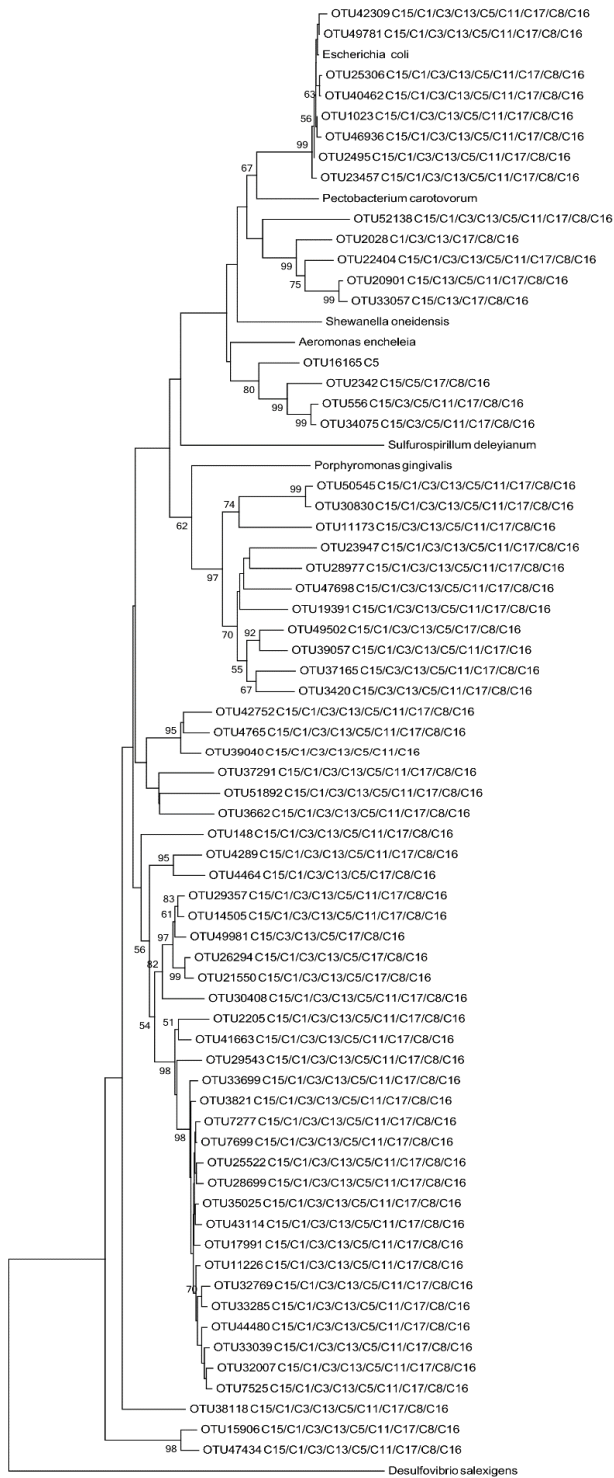 OTU42309 C15/C1/C3/C13/C5/C11/C17/C8/C16
OTU49781 C15/C1/C3/C13/C5/C11/C17/C8/C16
Escherichia coli
OTU25306 C15/C1/C3/C13/C5/C11/C17/C8/C16
63
OTU40462 C15/C1/C3/C13/C5/C11/C17/C8/C16
OTU1023 C15/C1/C3/C13/C5/C11/C17/C8/C16
56
OTU46936 C15/C1/C3/C13/C5/C11/C17/C8/C16
99
OTU2495 C15/C1/C3/C13/C5/C11/C17/C8/C16
67
OTU23457 C15/C1/C3/C13/C5/C11/C17/C8/C16
Pectobacterium carotovorum
OTU52138 C15/C1/C3/C13/C5/C11/C17/C8/C16
OTU2028 C1/C3/C13/C17/C8/C16
99
OTU22404 C15/C1/C3/C13/C5/C11/C17/C8/C16
75
OTU20901 C15/C13/C5/C11/C17/C8/C16
99
OTU33057 C15/C13/C17/C8/C16
Shewanella oneidensis
Aeromonas encheleia
OTU16165 C5
80
OTU2342 C15/C5/C17/C8/C16
99
OTU556 C15/C3/C5/C11/C17/C8/C16
99
OTU34075 C15/C3/C5/C11/C17/C8/C16
Sulfurospirillum deleyianum
Porphyromonas gingivalis
99
OTU50545 C15/C1/C3/C13/C5/C11/C17/C8/C16
74
OTU30830 C15/C1/C3/C13/C5/C11/C17/C8/C16
62
OTU11173 C15/C3/C13/C5/C11/C17/C8/C16
OTU23947 C15/C1/C3/C13/C5/C11/C17/C8/C16
97
OTU28977 C15/C1/C3/C13/C5/C11/C17/C8/C16
OTU47698 C15/C1/C3/C13/C5/C11/C17/C8/C16
OTU19391 C15/C1/C3/C13/C5/C11/C17/C8/C16
70
92
OTU49502 C15/C1/C3/C13/C5/C17/C8/C16
OTU39057 C15/C1/C3/C13/C5/C11/C17/C8/C16
55
OTU37165 C15/C3/C13/C5/C11/C17/C8/C16
67
OTU3420 C15/C3/C13/C5/C11/C17/C8/C16
OTU42752 C15/C1/C3/C13/C5/C11/C17/C8/C16
95
OTU4765 C15/C1/C3/C13/C5/C11/C17/C8/C16
OTU39040 C15/C1/C3/C13/C5/C11/C16
OTU37291 C15/C1/C3/C13/C5/C11/C17/C8/C16
OTU51892 C15/C1/C3/C13/C5/C11/C17/C8/C16
OTU3662 C15/C1/C3/C13/C5/C11/C17/C8/C16
OTU148 C15/C1/C3/C13/C5/C11/C17/C8/C16
95
OTU4289 C15/C1/C3/C13/C5/C11/C17/C8/C16
OTU4464 C15/C1/C3/C13/C5/C11/C17/C8/C16
83
OTU29357 C15/C1/C3/C13/C5/C11/C17/C8/C16
61
OTU14505 C15/C1/C3/C13/C5/C11/C17/C8/C16
97
OTU49981 C15/C3/C13/C5/C17/C8/C16
56
82
OTU26294 C15/C1/C3/C13/C5/C11/C17/C8/C16
99
OTU21550 C15/C1/C3/C13/C5/C11/C17/C8/C16
OTU30408 C15/C1/C3/C13/C5/C11/C17/C8/C16
54
51
OTU2205 C15/C1/C3/C13/C5/C11/C17/C8/C16
OTU41663 C15/C1/C3/C13/C5/C11/C17/C8/C16
98
OTU29543 C15/C1/C3/C13/C5/C11/C17/C8/C16
OTU33699 C15/C1/C3/C13/C5/C11/C17/C8/C16
OTU3821 C15/C1/C3/C13/C5/C11/C17/C8/C16
OTU7277 C15/C1/C3/C13/C5/C11/C17/C8/C16
98
OTU7699 C15/C1/C3/C13/C5/C11/C17/C8/C16
OTU25522 C15/C1/C3/C13/C5/C11/C17/C8/C16
OTU28699 C15/C1/C3/C13/C5/C11/C17/C8/C16
OTU35025 C15/C1/C3/C13/C5/C11/C17/C8/C16
OTU43114 C15/C1/C3/C13/C5/C11/C17/C8/C16
OTU17991 C15/C1/C3/C13/C5/C11/C17/C8/C16
OTU11226 C15/C1/C3/C13/C5/C11/C17/C8/C16
70
OTU32769 C15/C1/C3/C13/C5/C11/C17/C8/C16
OTU33285 C15/C1/C3/C13/C5/C11/C17/C8/C16
OTU44480 C15/C1/C3/C13/C5/C11/C17/C8/C16
OTU33039 C15/C1/C3/C13/C5/C11/C17/C8/C16
OTU32007 C15/C1/C3/C13/C5/C11/C17/C8/C16
OTU7525 C15/C1/C3/C13/C5/C11/C17/C8/C16
OTU38118 C15/C1/C3/C13/C5/C11/C17/C8/C16
OTU15906 C15/C1/C3/C13/C5/C11/C17/C8/C16
98
OTU47434 C15/C1/C3/C13/C5/C11/C17/C8/C16
Desulfovibrio salexigens